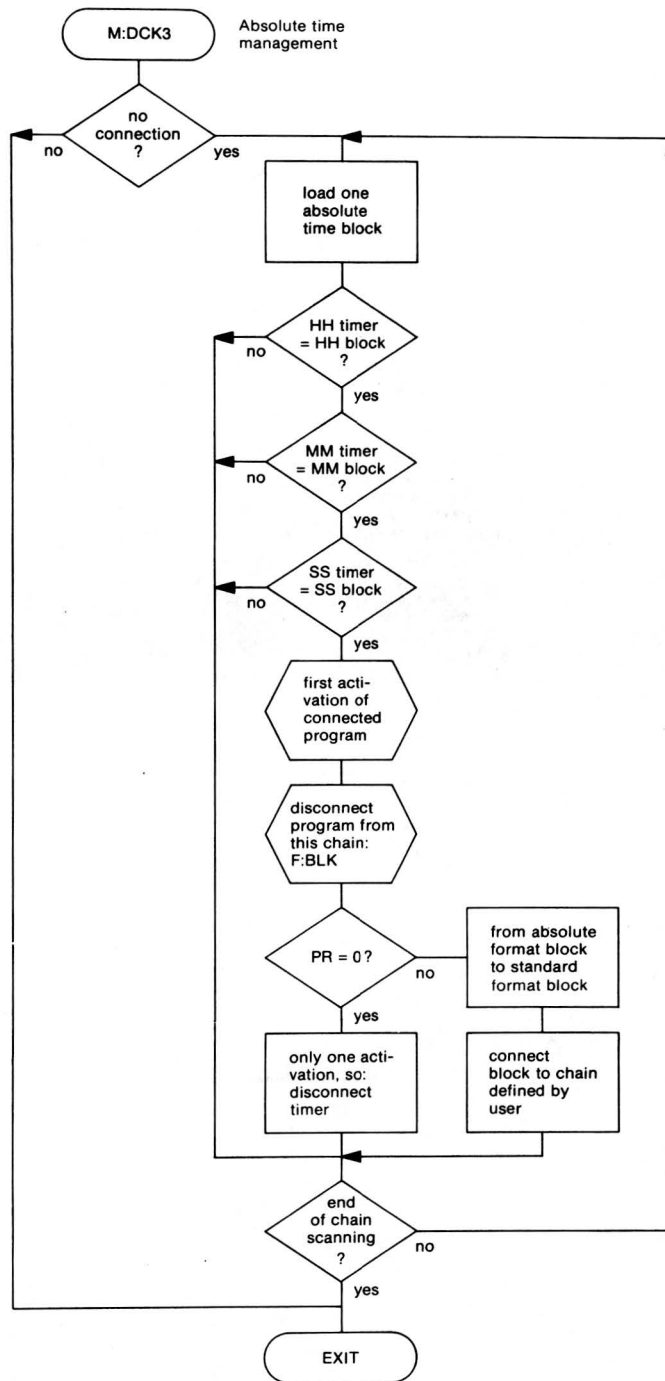 M:DCK3
Absolute time
management
no
connection
?
no
yes
load one
absolute
time block
HH timer
= HH block
?
no
yes
MM timer
= MM block
?
no
yes
SS timer
= SS block
?
no
yes
first acti-
vation of
connected
program
disconnect
program from
this chain:
F:BLK
PR = 0?
no
yes
from absolute
format block
to standard
format block
only one acti-
vation, so:
disconnect
timer
connect
block to chain
defined by
user
end
of chain
scanning
?
no
yes
EXIT